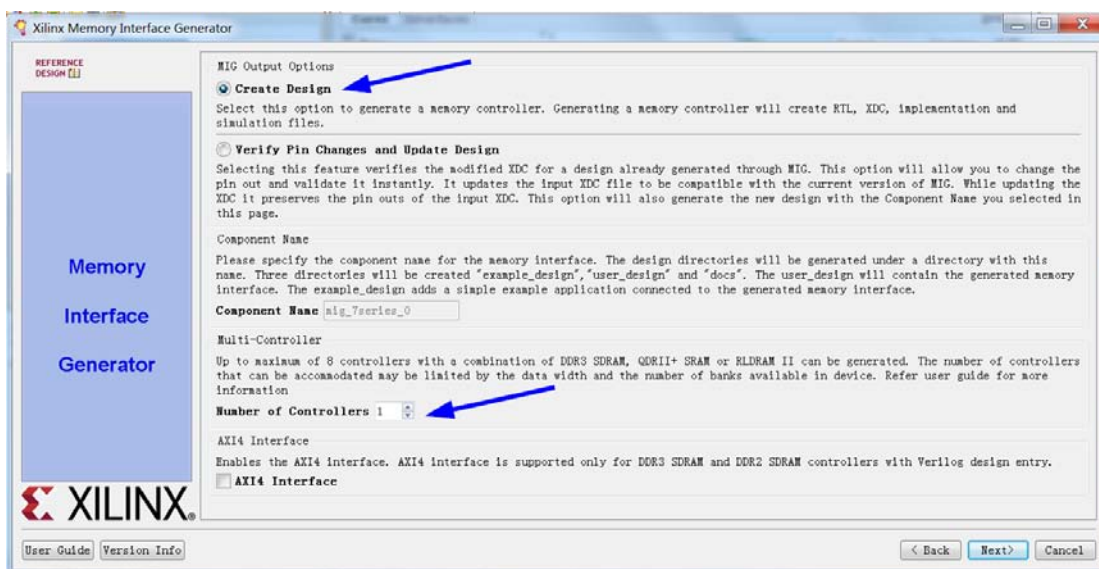 Xilinx Memory Interface Generator
REFERENCE
DESIGN
Memory
Interface
Generator
XILINX®
MIG Output Options
Create Design
Select this option to generate a memory controller. Generating a memory controller will create RTL, XDC, implementation and
simulation files.
Verify Pin Changes and Update Design
Selecting this feature verifies the modified XDC for a design already generated through MIG. This option will allow you to change the
pin out and validate it instantly. It updates the input XDC file to be compatible with the current version of MIG. While updating the
XDC it preserves the pin outs of the input XDC. This option will also generate the new design with the Component Name you selected in
this page.
Component Name
Please specify the component name for the memory interface. The design directories will be generated under a directory with this
name. Three directories will be created "example_design","user_design" and "docs". The user_design will contain the generated memory
interface. The example_design adds a simple example application connected to the generated memory interface.
Component Name mig_7series_0
Multi-Controller
Up to maximum of 8 controllers with a combination of DDR3 SDRAM, QDRII+ SRAM or RLDRAM II can be generated. The number of controllers
that can be accommodated may be limited by the data width and the number of banks available in device. Refer user guide for more
information
Number of Controllers 1
AXI4 Interface
Enables the AXI4 interface. AXI4 interface is supported only for DDR3 SDRAM and DDR2 SDRAM controllers with Verilog design entry.
AXI4 Interface
User Guide Version Info < Back Next> Cancel